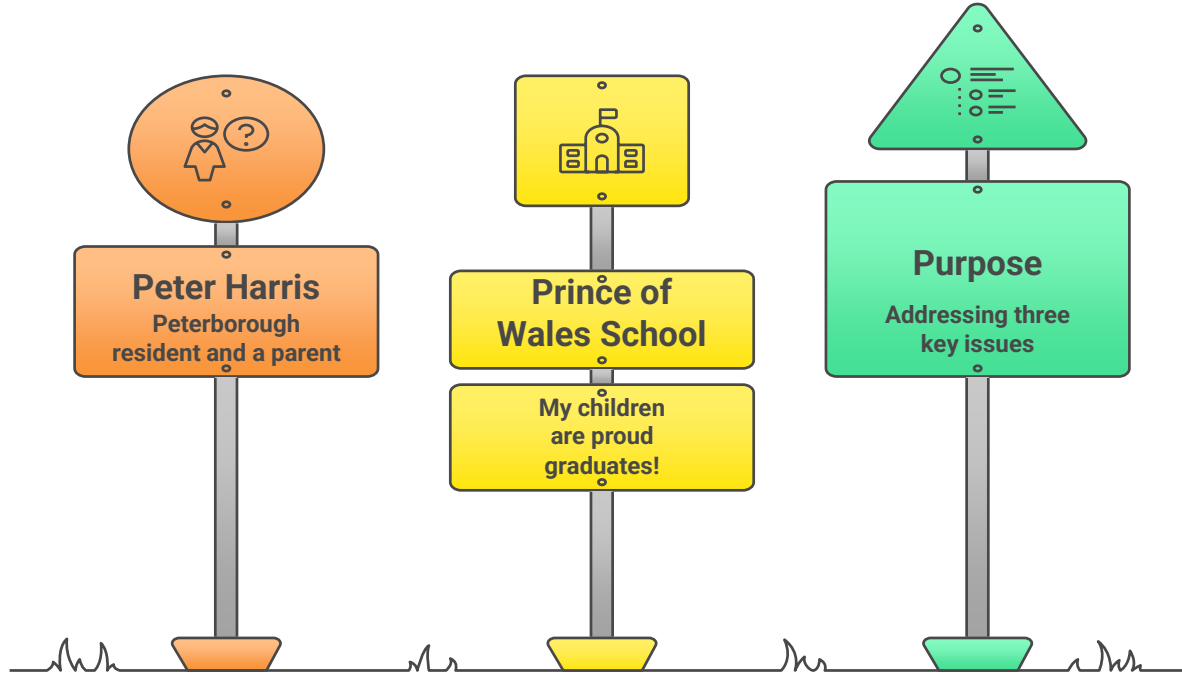 Peter Harris
Peterborough
resident and a parent
Prince of
Wales School
My children
are proud
graduates!
Purpose
Addressing three
key issues
?